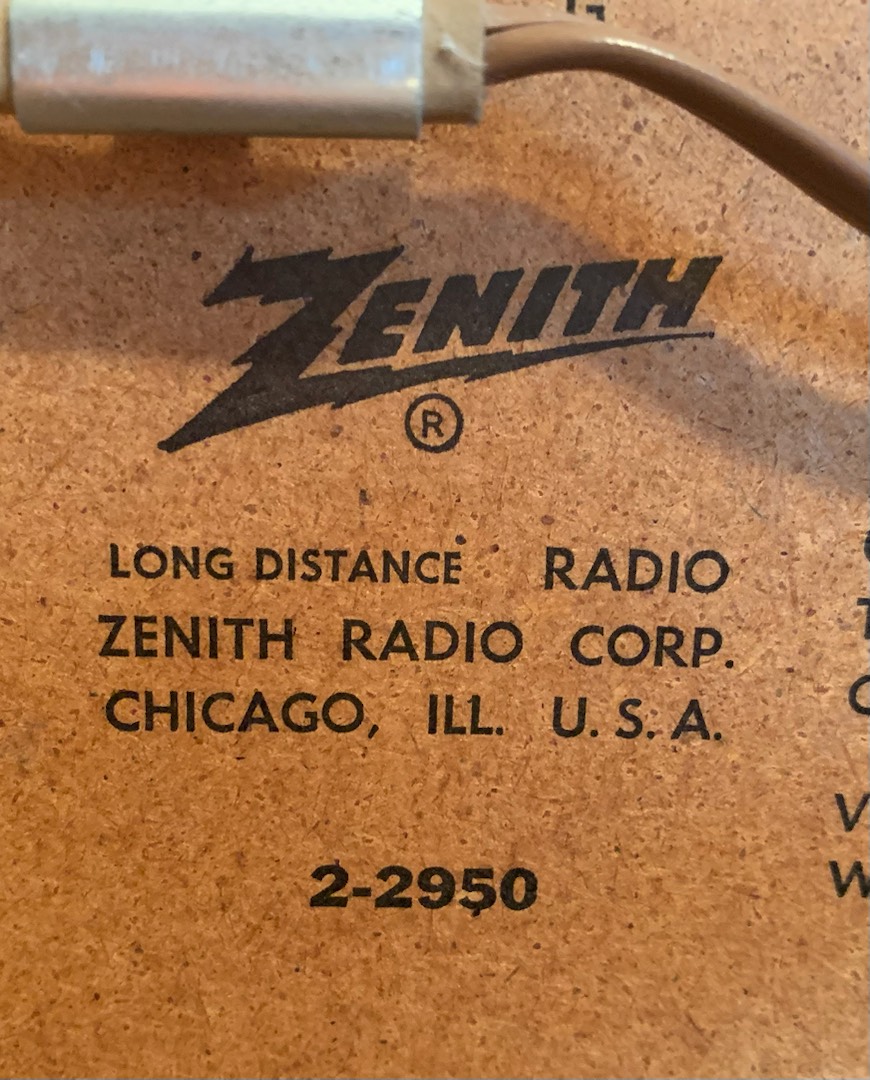 ZENITH
®
LONG DISTANCE RADIO
ZENITH RADIO CORP.
CHICAGO, ILL. U. S. A.
2-2950